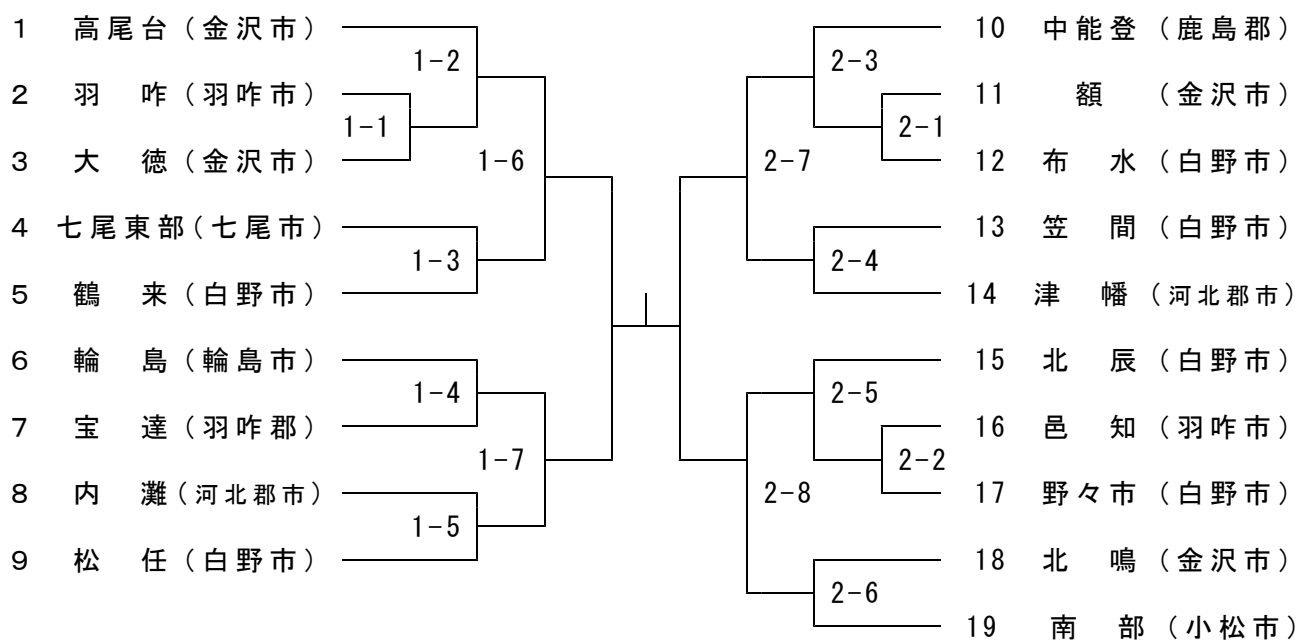 1 高尾台（金沢市）
1-2
2 羽咋（羽咋市）
1-1
3 大徳（金沢市）
1-6
4 七尾東部（七尾市）
1-3
5 鶴来（白野市）
6 輪島（輪島市）
1-4
7 宝達（羽咋郡）
1-7
8 内灘（河北郡市）
1-5
9 松任（白野市）
10 中能登（鹿島郡）
2-3
11 額（金沢市）
2-1
12 布水（白野市）
2-7
13 笠間（白野市）
2-4
14 津幡（河北郡市）
15 北辰（白野市）
2-5
16 邑知（羽咋市）
2-2
17 野々市（白野市）
2-8
18 北鳴（金沢市）
2-6
19 南部（小松市）